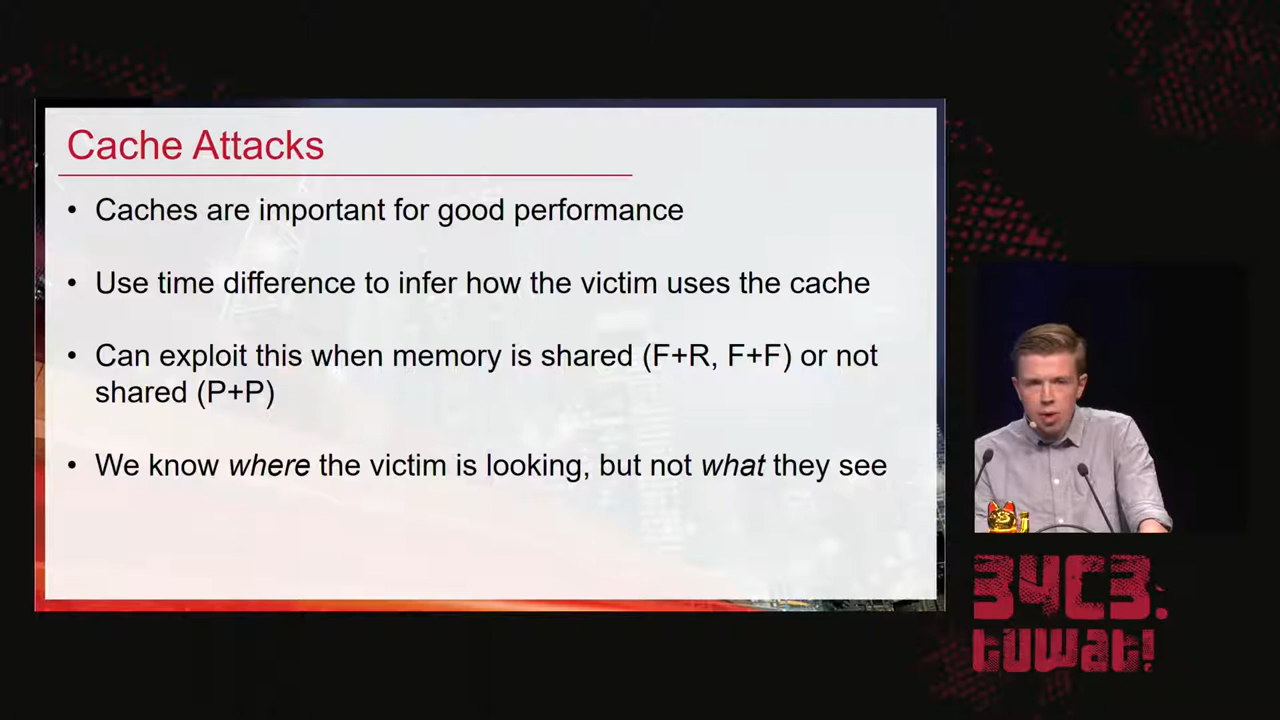 Cache Attacks
• Caches are important for good performance
• Use time difference to infer how the victim uses the cache
• Can exploit this when memory is shared (F+R, F+F) or not
shared (P+P)
• We know where the victim is looking, but not what they see
34C3:
tuwat!